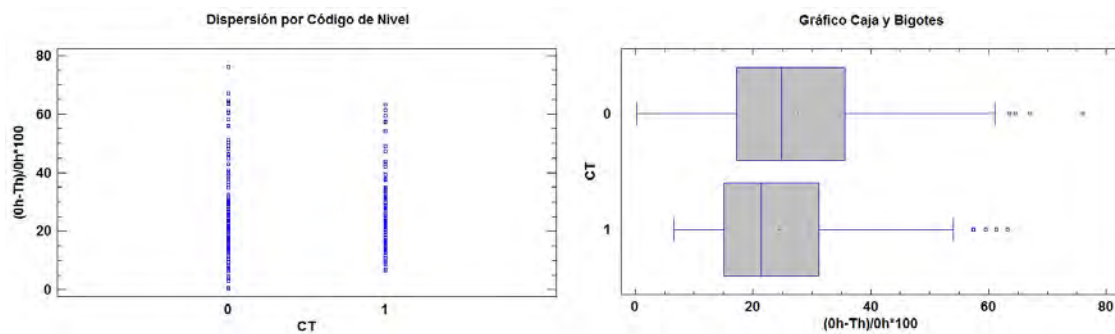 Dispersión por Código de Nivel
80
60
40
20
0
(0h-Th)/0h*100
0 1
CT
Gráfico Caja y Bigotes
0
1
CT
0 20 40 60 80
(0h-Th)/0h*100